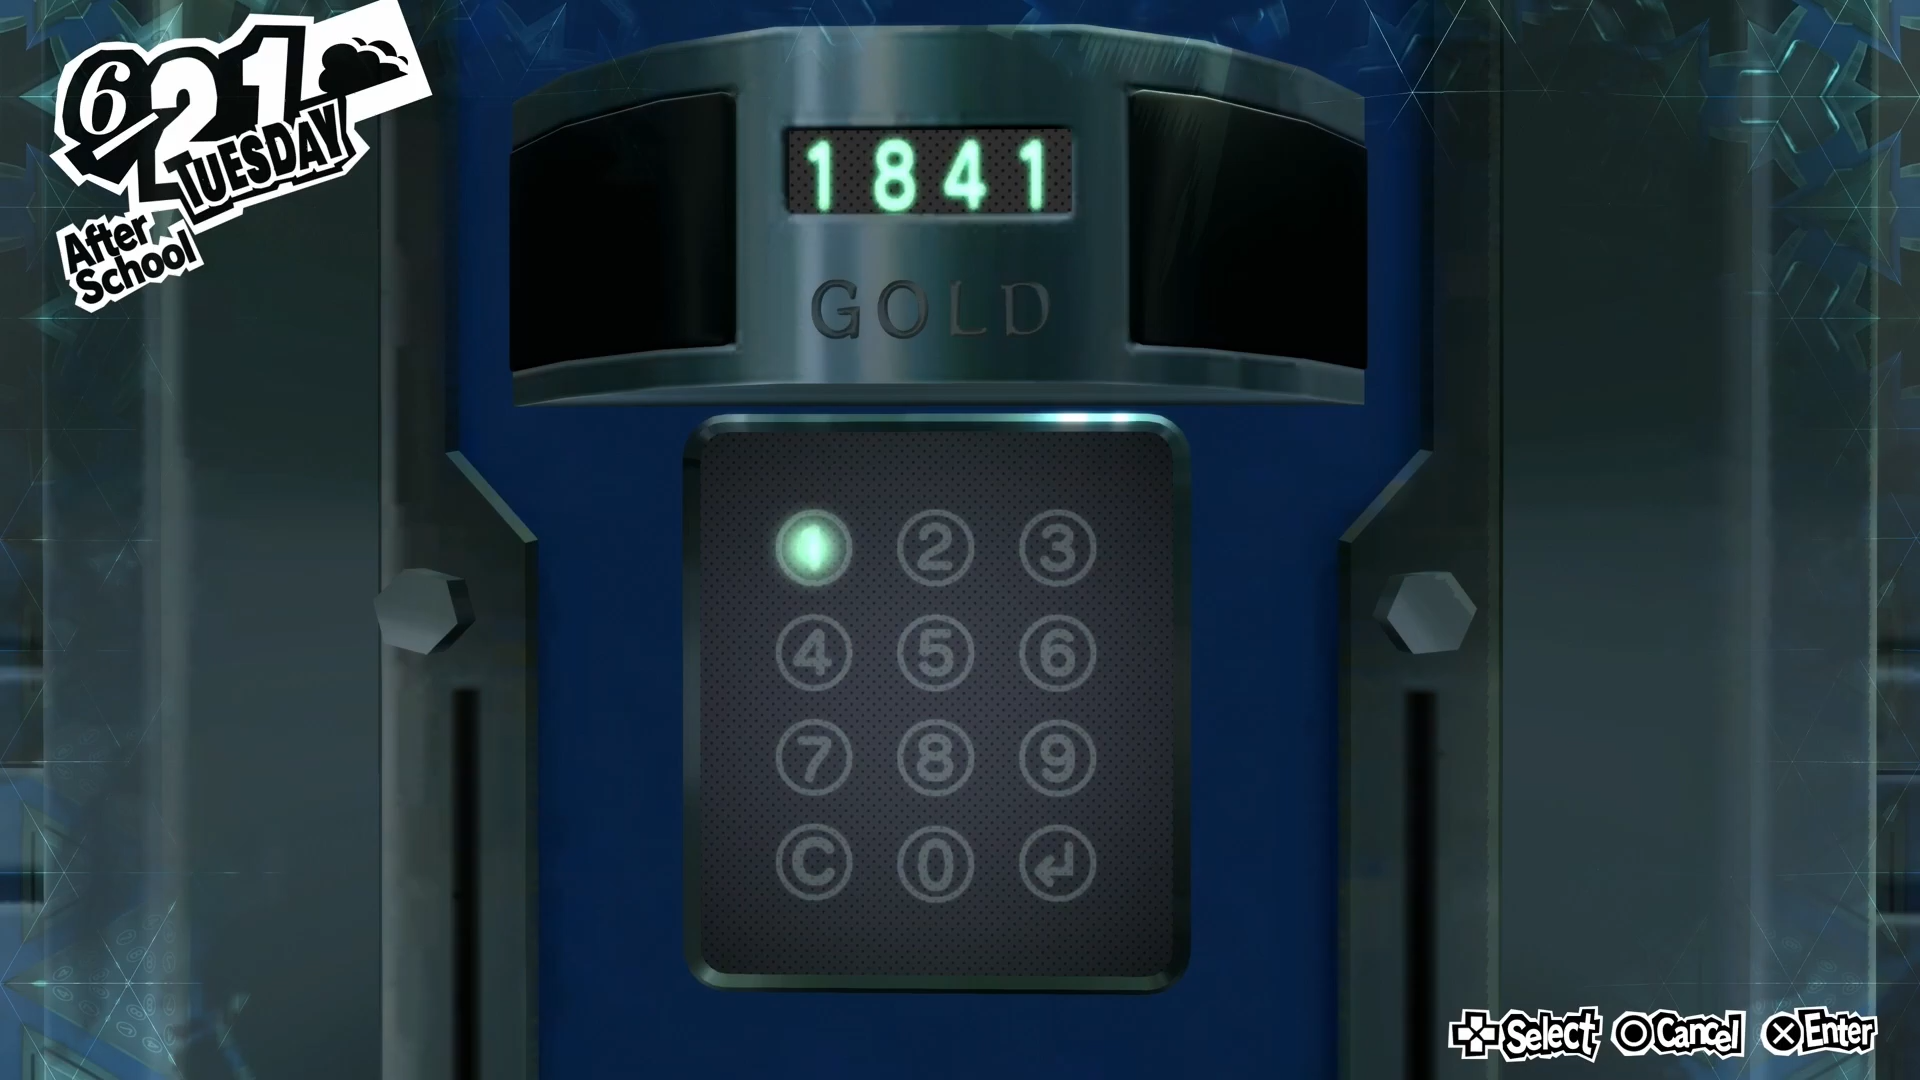 6/21
TUESDAY
After
School
1841
GOLD
1 2 3
4 5 6
7 8 9
C 0 ↵
Select Cancel Enter